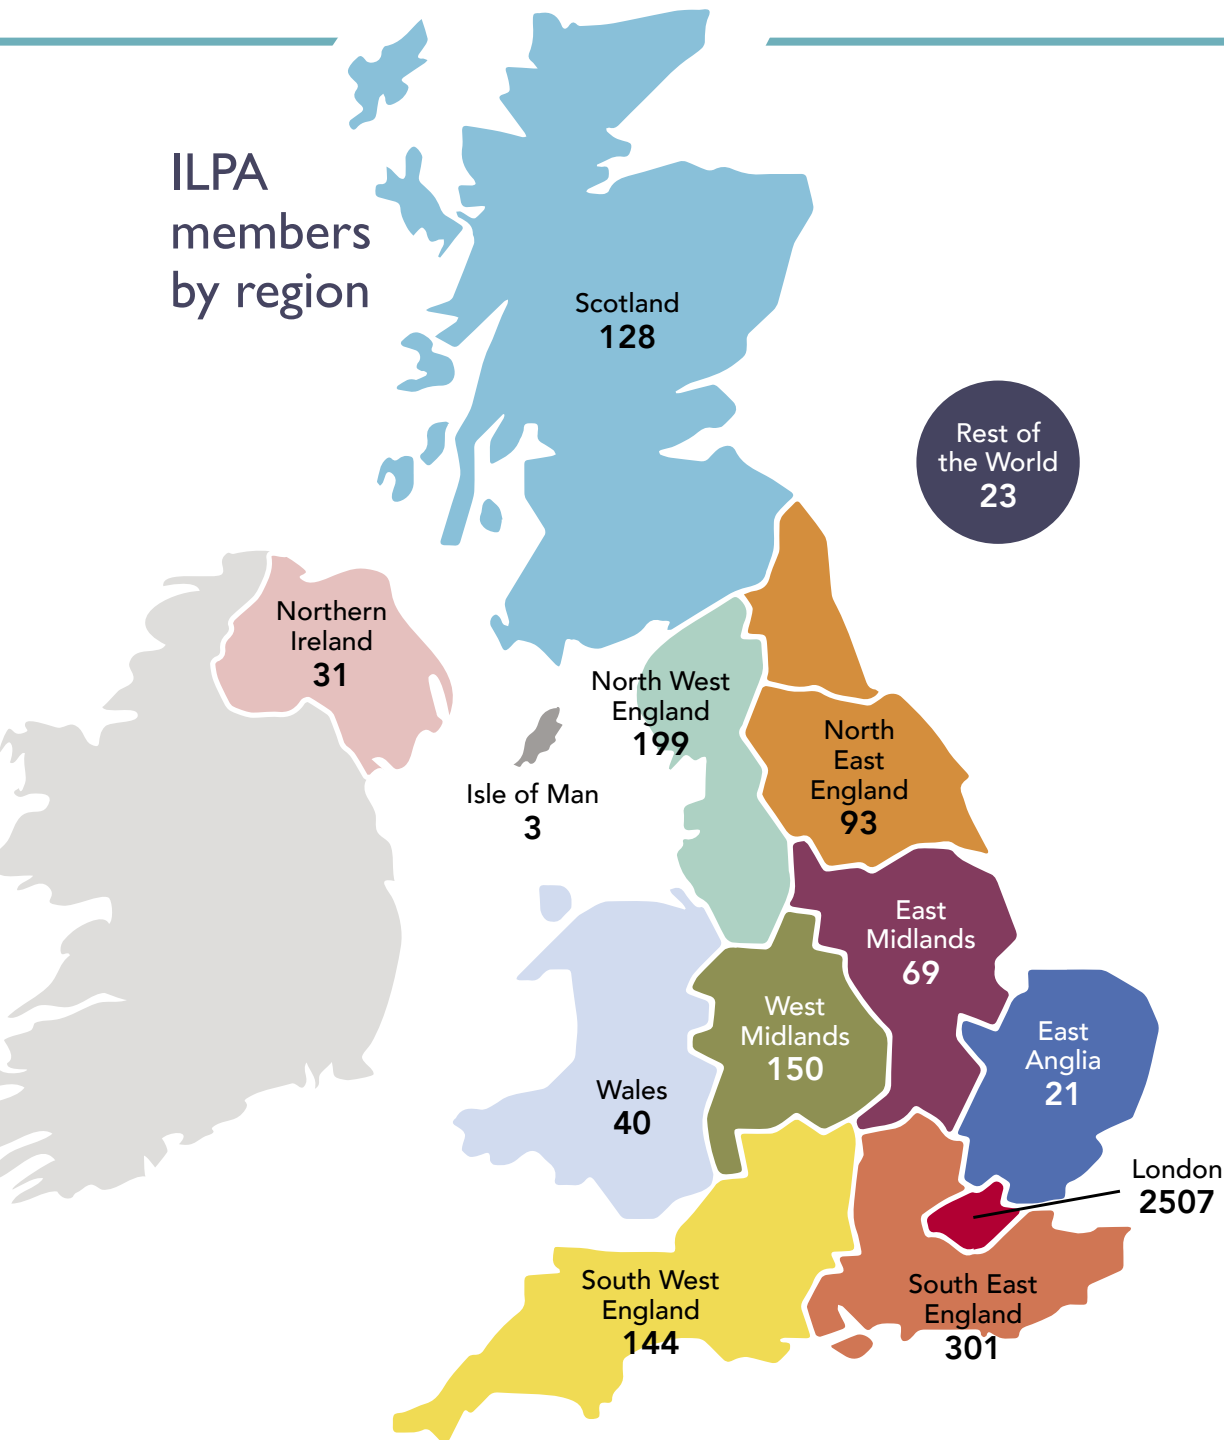 ILPA
members
by region
Scotland
128
Rest of
the World
23
Northern
Ireland
31
North West
England
199
North
East
England
93
Isle of Man
3
East
Midlands
69
West
Midlands
150
East
Anglia
21
Wales
40
London
2507
South West
England
144
South East
England
301